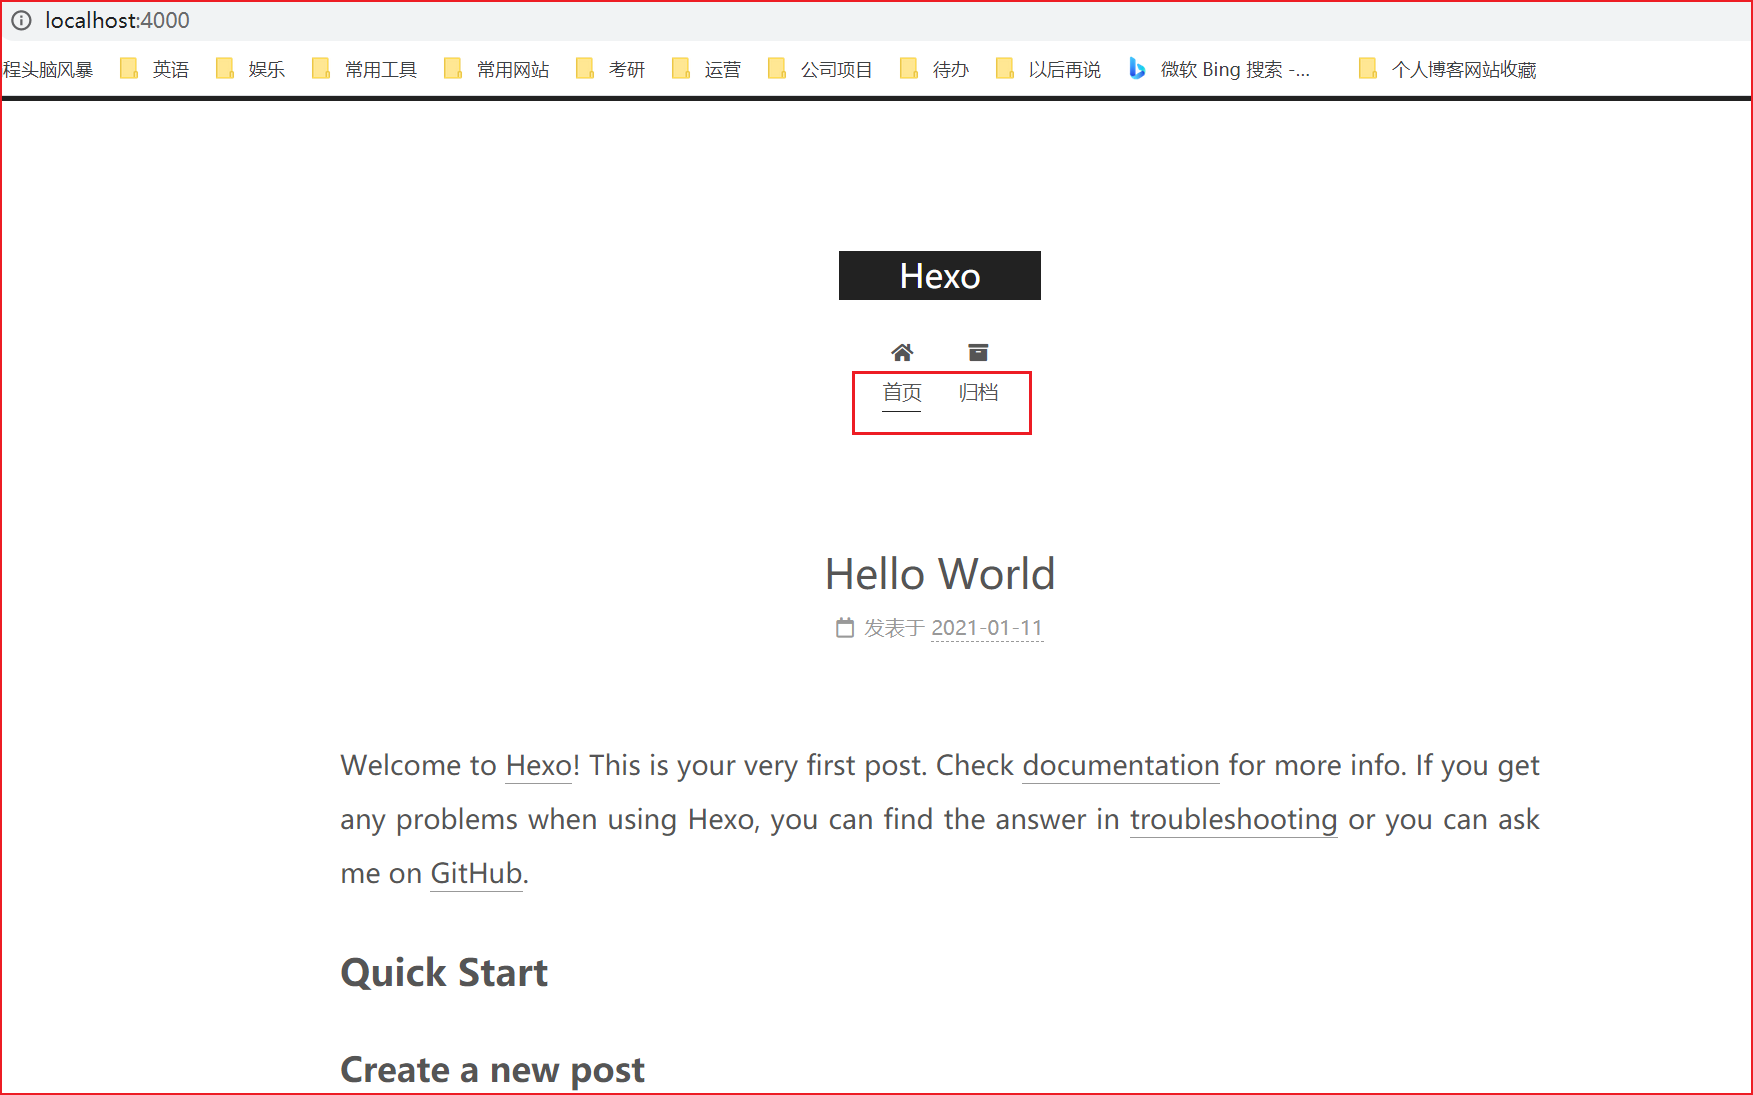 localhost:4000
程头脑风暴 英语 娱乐 常用工具 常用网站 考研 运营 公司项目 待办 以后再说 微软 Bing 搜索 -... 个人博客网站收藏
Hexo
首页 归档
Hello World
发表于 2021-01-11
Welcome to Hexo! This is your very first post. Check documentation for more info. If you get
any problems when using Hexo, you can find the answer in troubleshooting or you can ask
me on GitHub.
Quick Start
Create a new post